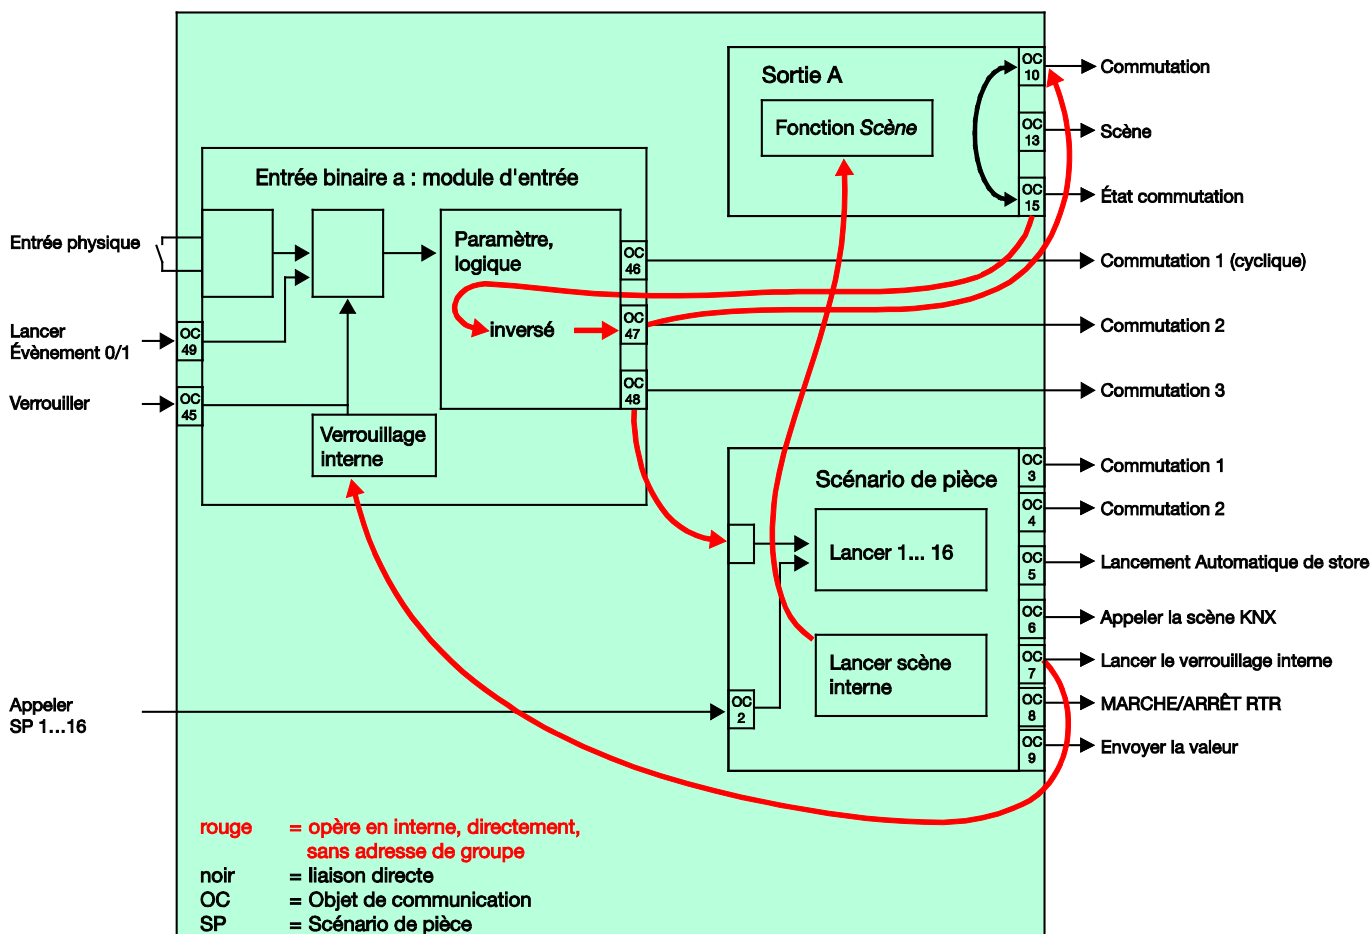 Sortie A
Fonction Scène
OC
10
Commutation
OC
13
Scène
OC
15
État commutation
Entrée binaire a : module d'entrée
Entrée physique
Paramètre,
logique
inversé
OC
46
Commutation 1 (cyclique)
OC
47
Commutation 2
OC
48
Commutation 3
Lancer
Évènement 0/1
OC
49
Verrouiller
OC
45
Verrouillage
interne
Scénario de pièce
Lancer 1... 16
Lancer scène
interne
OC
3
Commutation 1
OC
4
Commutation 2
OC
5
Lancement Automatique de store
OC
6
Appeler la scène KNX
OC
7
Lancer le verrouillage interne
OC
8
MARCHE/ARRÊT RTR
OC
9
Envoyer la valeur
Appeler
SP 1...16
OC
2
rouge = opère en interne, directement,
sans adresse de groupe
noir = liaison directe
OC = Objet de communication
SP = Scénario de pièce